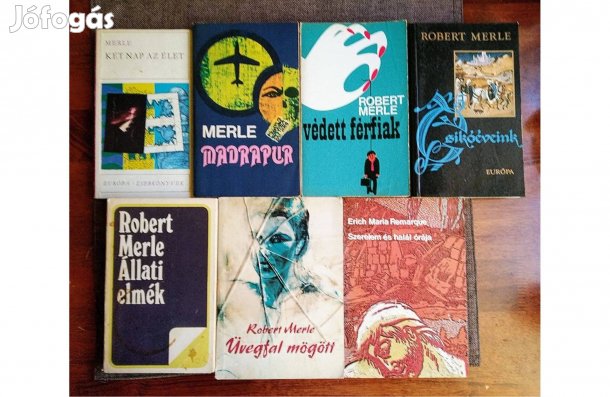 Jófogás
MERLE
KÉT NAP AZ ÉLET
EURÓPA ZSEBKÖNYVEK
MERLE
MADRAPUR
ROBERT
MERLE
védett férfiak
ROBERT MERLE
Csikóéveink
EURÓPA
Robert
Merle
Állati
elmék
Robert Merle
Üvegfal mögött
Erich Maria Remarque
Szerelem és halál órája